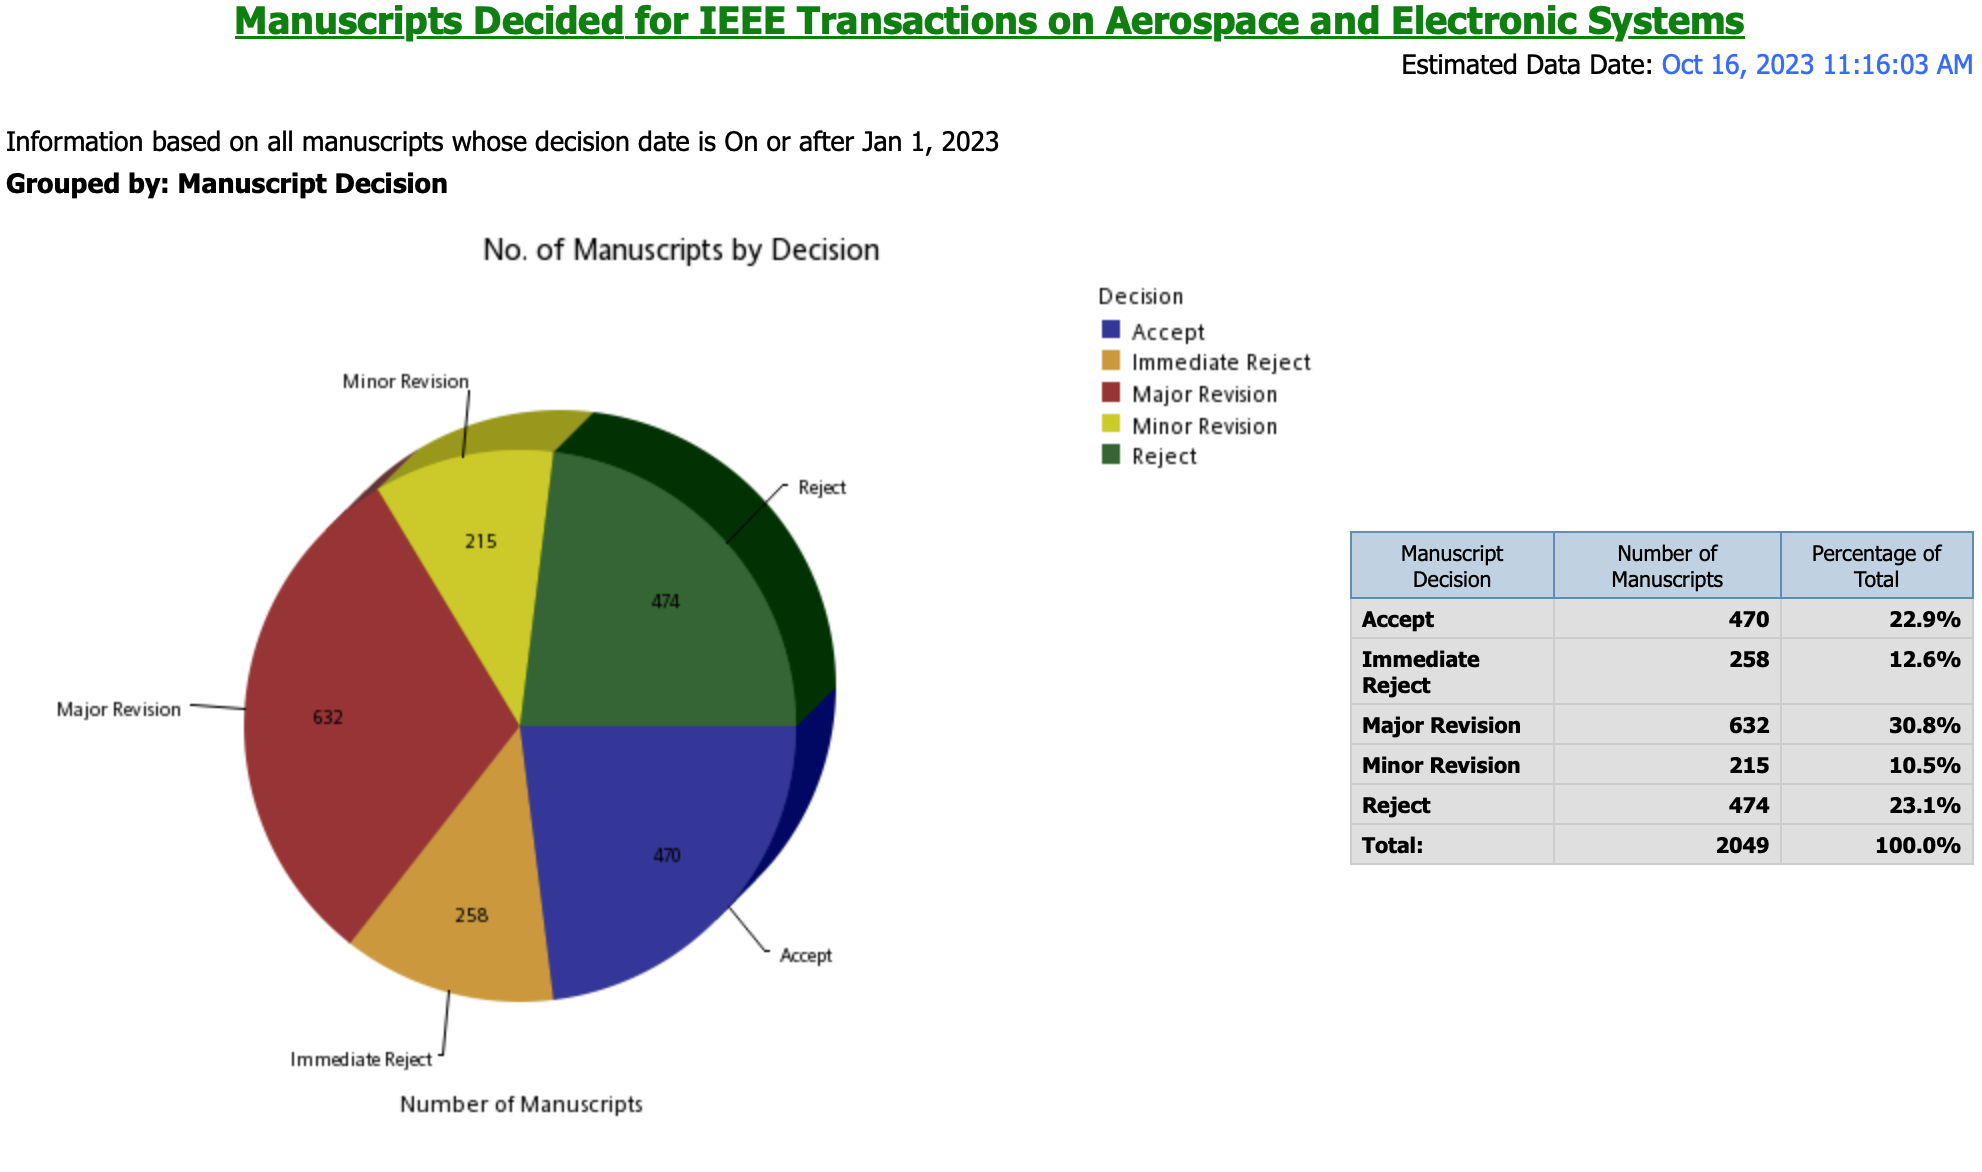 Manuscripts Decided for IEEE Transactions on Aerospace and Electronic Systems
Estimated Data Date: Oct 16, 2023 11:16:03 AM
Information based on all manuscripts whose decision date is On or after Jan 1, 2023
Grouped by: Manuscript Decision
No. of Manuscripts by Decision
Decision
Accept
Immediate Reject
Major Revision
Minor Revision
Reject
Minor Revision
Reject
215
474
Major Revision
632
470
258
Accept
Immediate Reject
Number of Manuscripts
Manuscript Decision Number of Manuscripts Percentage of Total
Accept 470 22.9%
Immediate Reject 258 12.6%
Major Revision 632 30.8%
Minor Revision 215 10.5%
Reject 474 23.1%
Total: 2049 100.0%